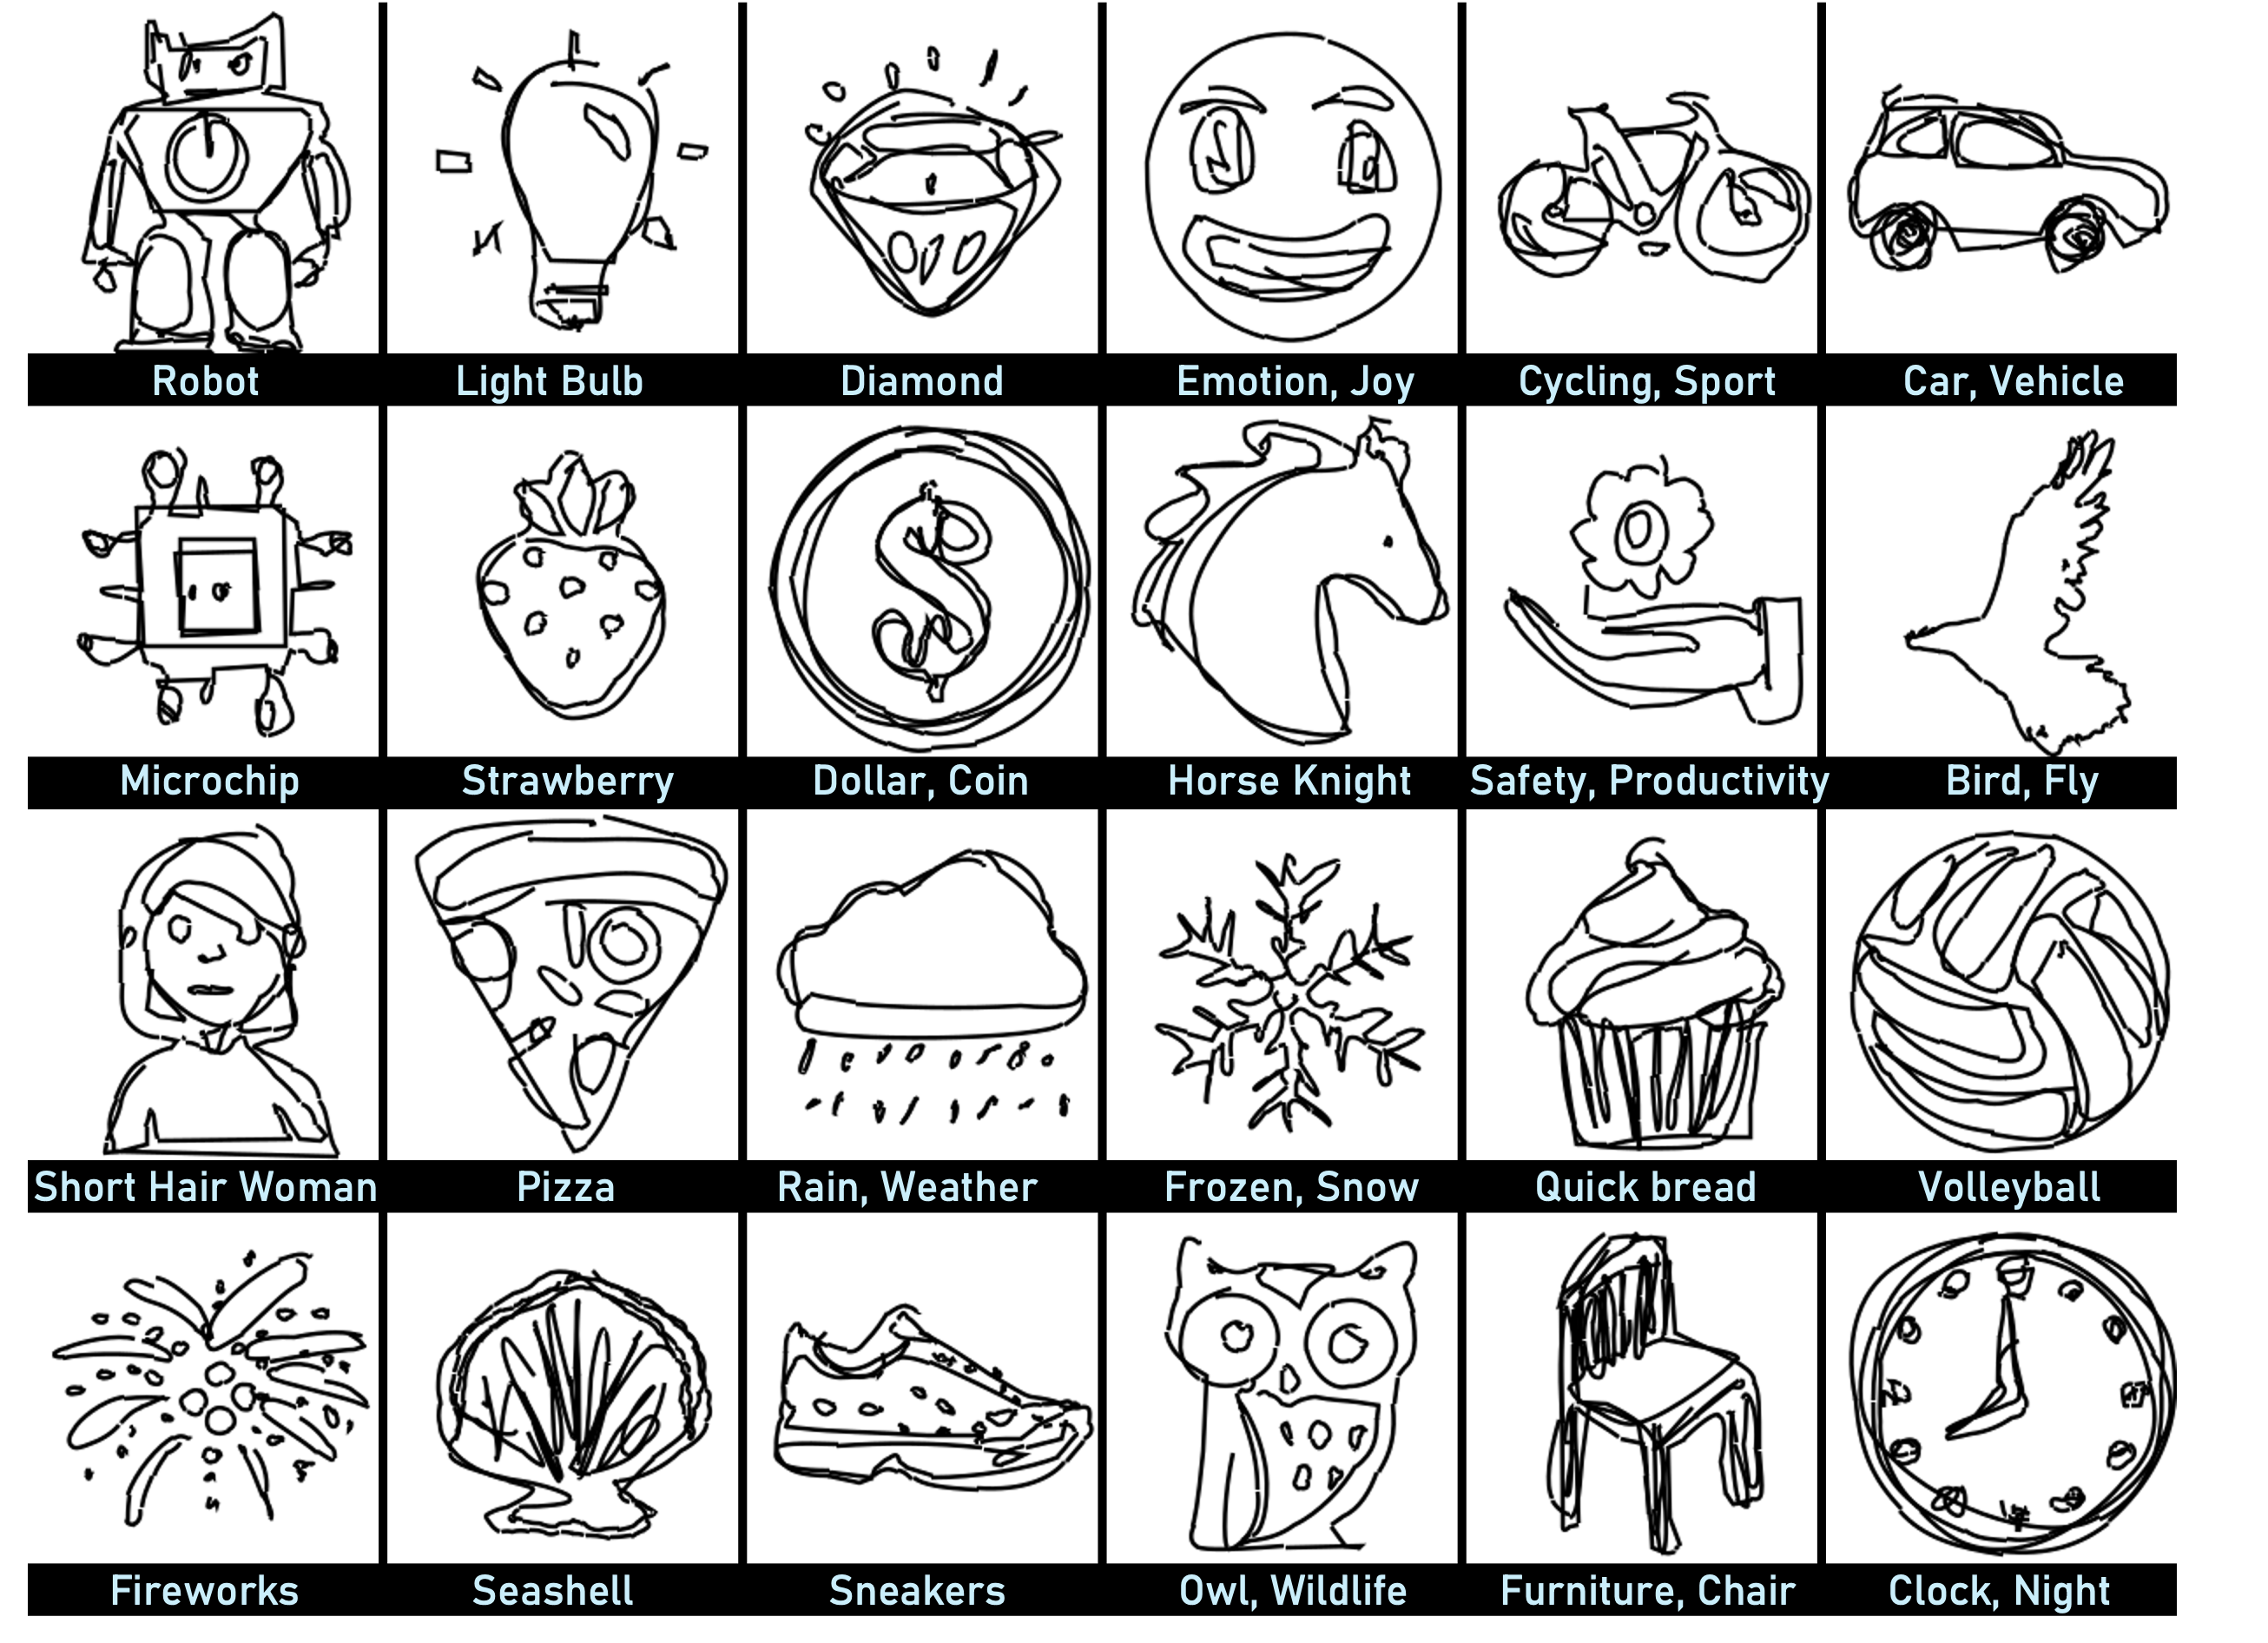 Robot
Light Bulb
Diamond
Emotion, Joy
Cycling, Sport
Car, Vehicle
Microchip
Strawberry
$
Dollar, Coin
Horse Knight
Safety, Productivity
Bird, Fly
Short Hair Woman
Pizza
Rain, Weather
Frozen, Snow
Quick bread
Volleyball
Fireworks
Seashell
Sneakers
Owl, Wildlife
Furniture, Chair
Clock, Night